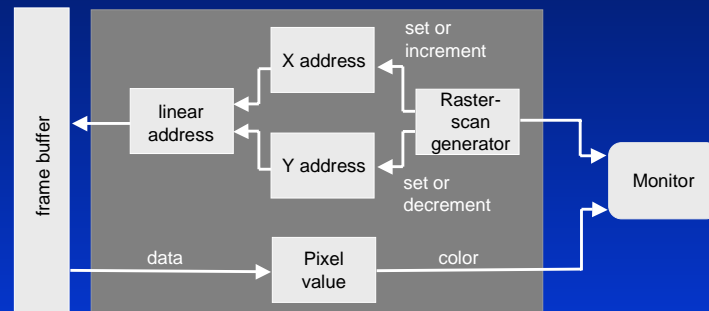 frame buffer
X address
set or
increment
linear
address
Raster-
scan
generator
Y address
set or
decrement
Monitor
data
Pixel
value
color